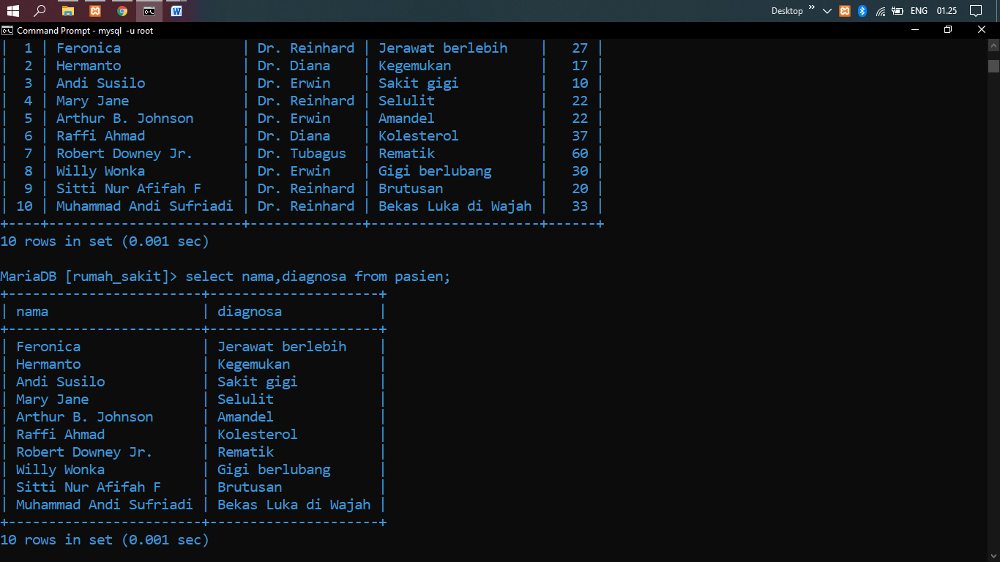 Desktop » ENG 01.25
Command Prompt - mysql -u root
|  1 | Feronica               | Dr. Reinhard | Jerawat berlebih    |   27 |
|  2 | Hermanto               | Dr. Diana    | Kegemukan           |   17 |
|  3 | Andi Susilo            | Dr. Erwin    | Sakit gigi          |   10 |
|  4 | Mary Jane              | Dr. Reinhard | Selulit             |   22 |
|  5 | Arthur B. Johnson      | Dr. Erwin    | Amandel             |   22 |
|  6 | Raffi Ahmad            | Dr. Diana    | Kolesterol          |   37 |
|  7 | Robert Downey Jr.      | Dr. Tubagus  | Rematik             |   60 |
|  8 | Willy Wonka            | Dr. Erwin    | Gigi berlubang      |   30 |
|  9 | Sitti Nur Afifah F     | Dr. Reinhard | Brutusan            |   20 |
| 10 | Muhammad Andi Sufriadi | Dr. Reinhard | Bekas Luka di Wajah |   33 |
+----+------------------------+--------------+---------------------+------+
10 rows in set (0.001 sec)
MariaDB [rumah_sakit]> select nama,diagnosa from pasien;
+------------------------+---------------------+
| nama                   | diagnosa            |
+------------------------+---------------------+
| Feronica               | Jerawat berlebih    |
| Hermanto               | Kegemukan           |
| Andi Susilo            | Sakit gigi          |
| Mary Jane              | Selulit             |
| Arthur B. Johnson      | Amandel             |
| Raffi Ahmad            | Kolesterol          |
| Robert Downey Jr.      | Rematik             |
| Willy Wonka            | Gigi berlubang      |
| Sitti Nur Afifah F     | Brutusan            |
| Muhammad Andi Sufriadi | Bekas Luka di Wajah |
+------------------------+---------------------+
10 rows in set (0.001 sec)